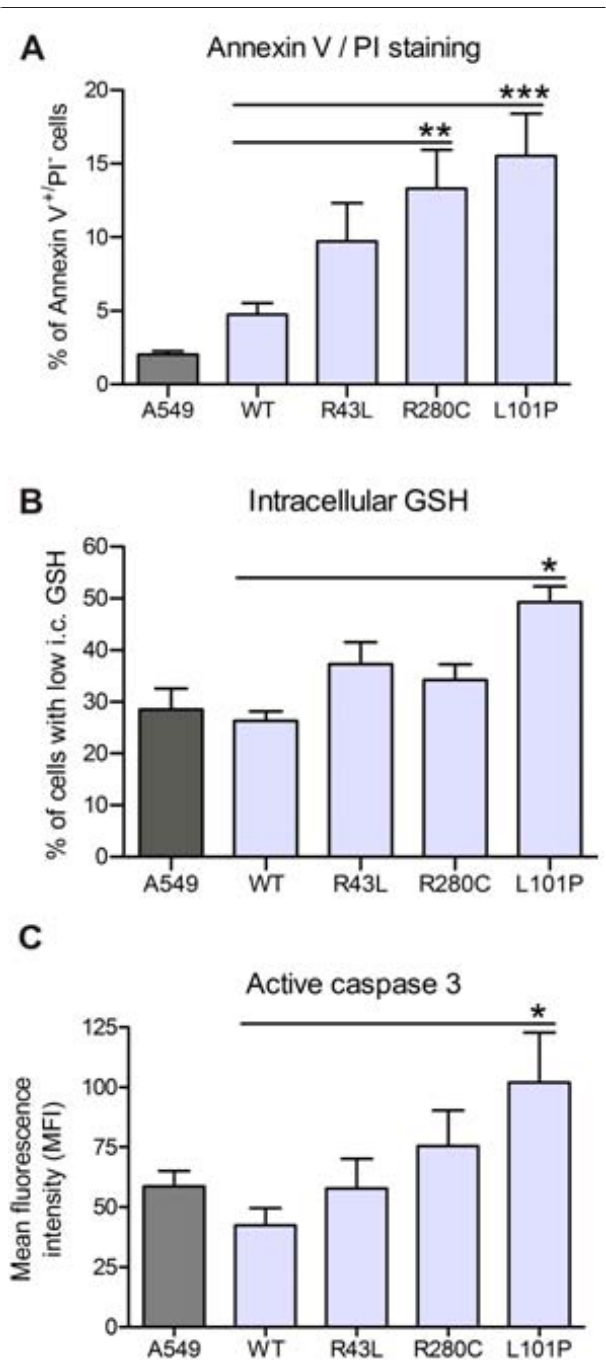 A Annexin V / PI staining
% of Annexin V⁺/PI⁻ cells
20
15
10
5
0
** ***
A549 WT R43L R280C L101P
B Intracellular GSH
% of cells with low i.c. GSH
60
50
40
30
20
10
0
*
A549 WT R43L R280C L101P
C
Active caspase 3
Mean fluorescence
intensity (MFI)
125
100
75
50
25
0
*
A549 WT R43L R280C L101P